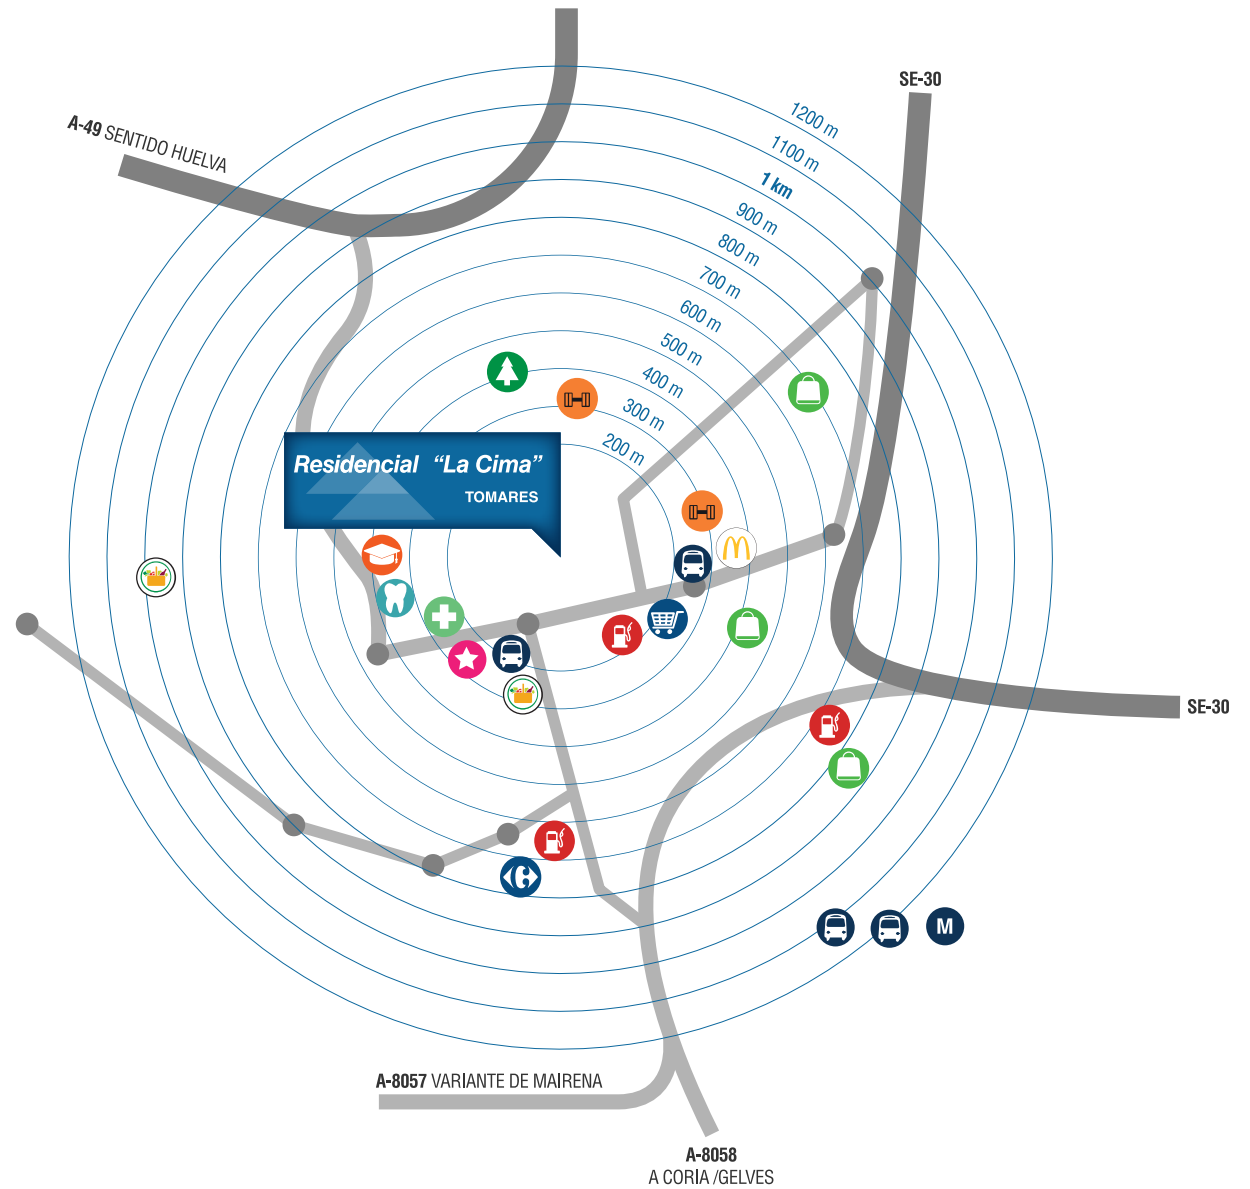 SE-30
1200 m
A-49 SENTIDO HUELVA
1100 m
1 km
900 m
800 m
700 m
600 m
500 m
400 m
300 m
200 m
Residencial “La Cima”
TOMARES
SE-30
M
A-8057 VARIANTE DE MAIRENA
A-8058
A CORIA /GELVES